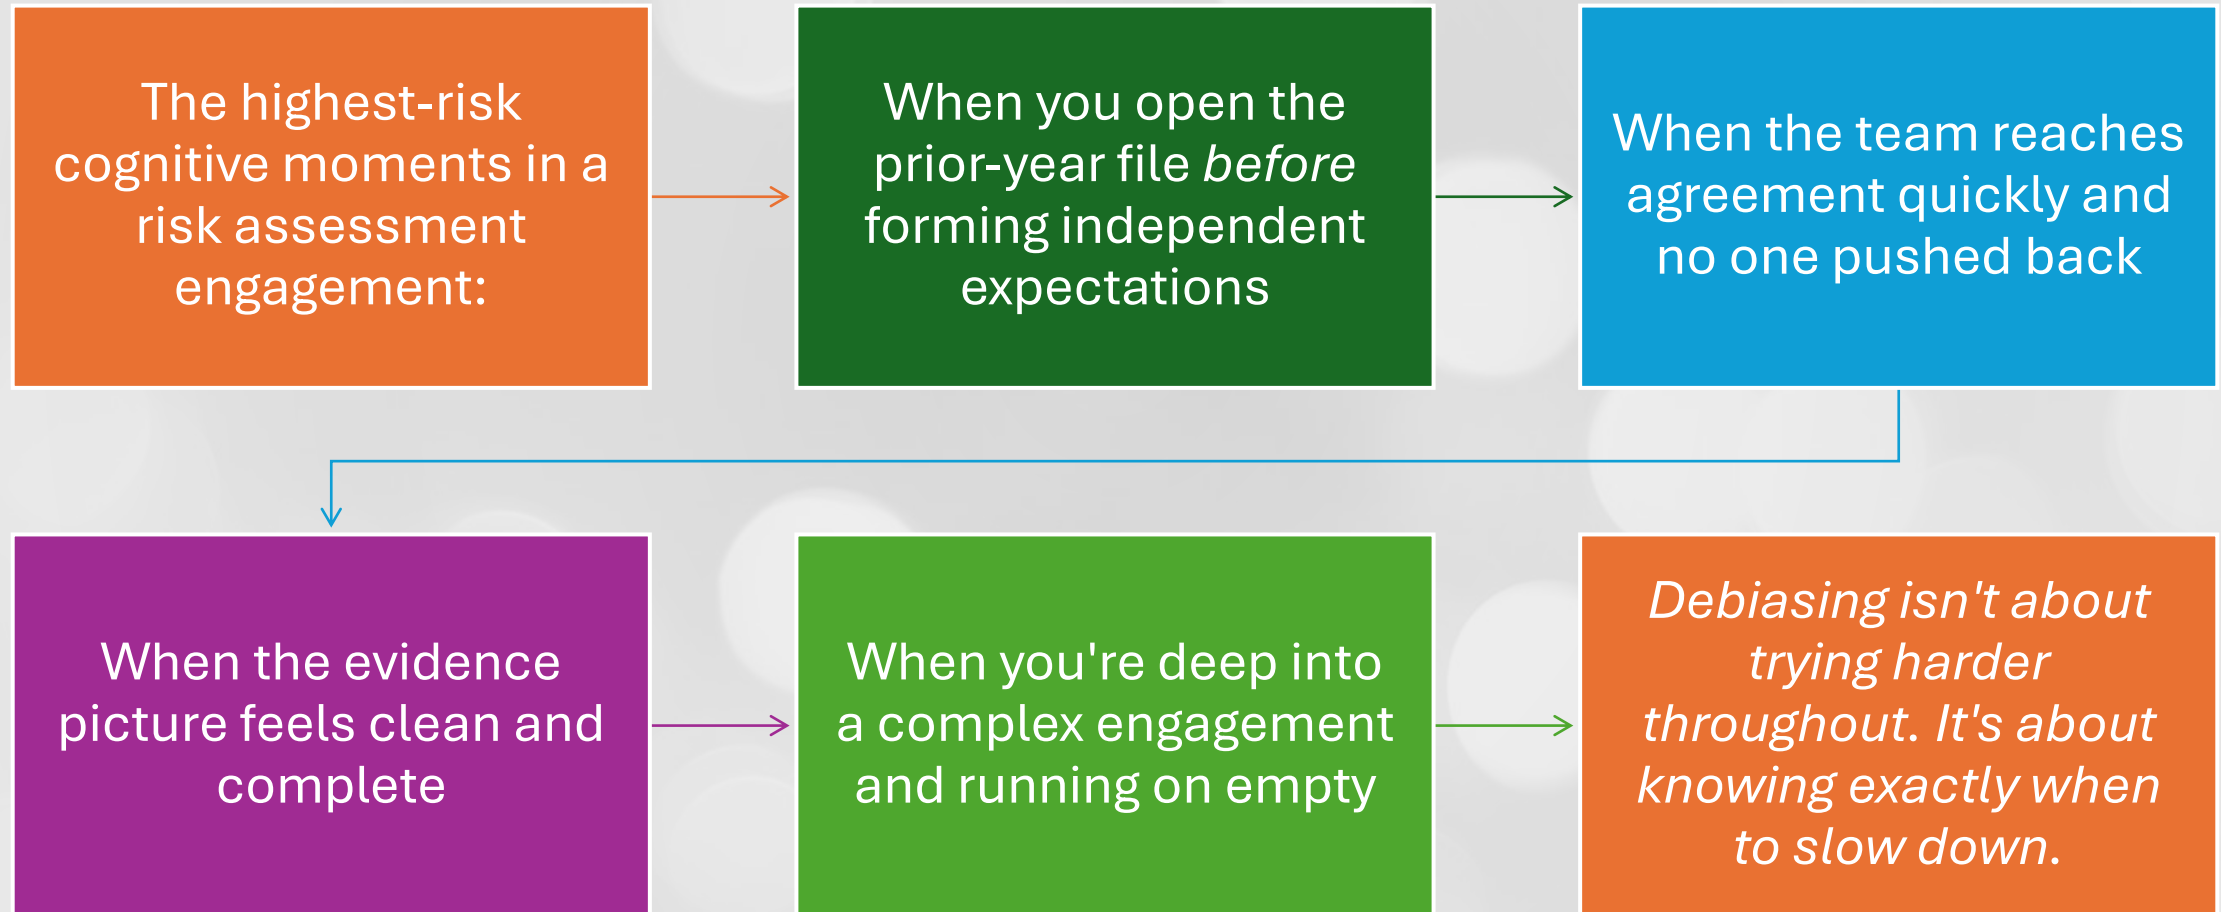 The highest-risk
cognitive moments in a
risk assessment
engagement:
When you open the
prior-year file before
forming independent
expectations
When the team reaches
agreement quickly and
no one pushed back
When the evidence
picture feels clean and
complete
When you're deep into
a complex engagement
and running on empty
Debiasing isn't about
trying harder
throughout. It's about
knowing exactly when
to slow down.